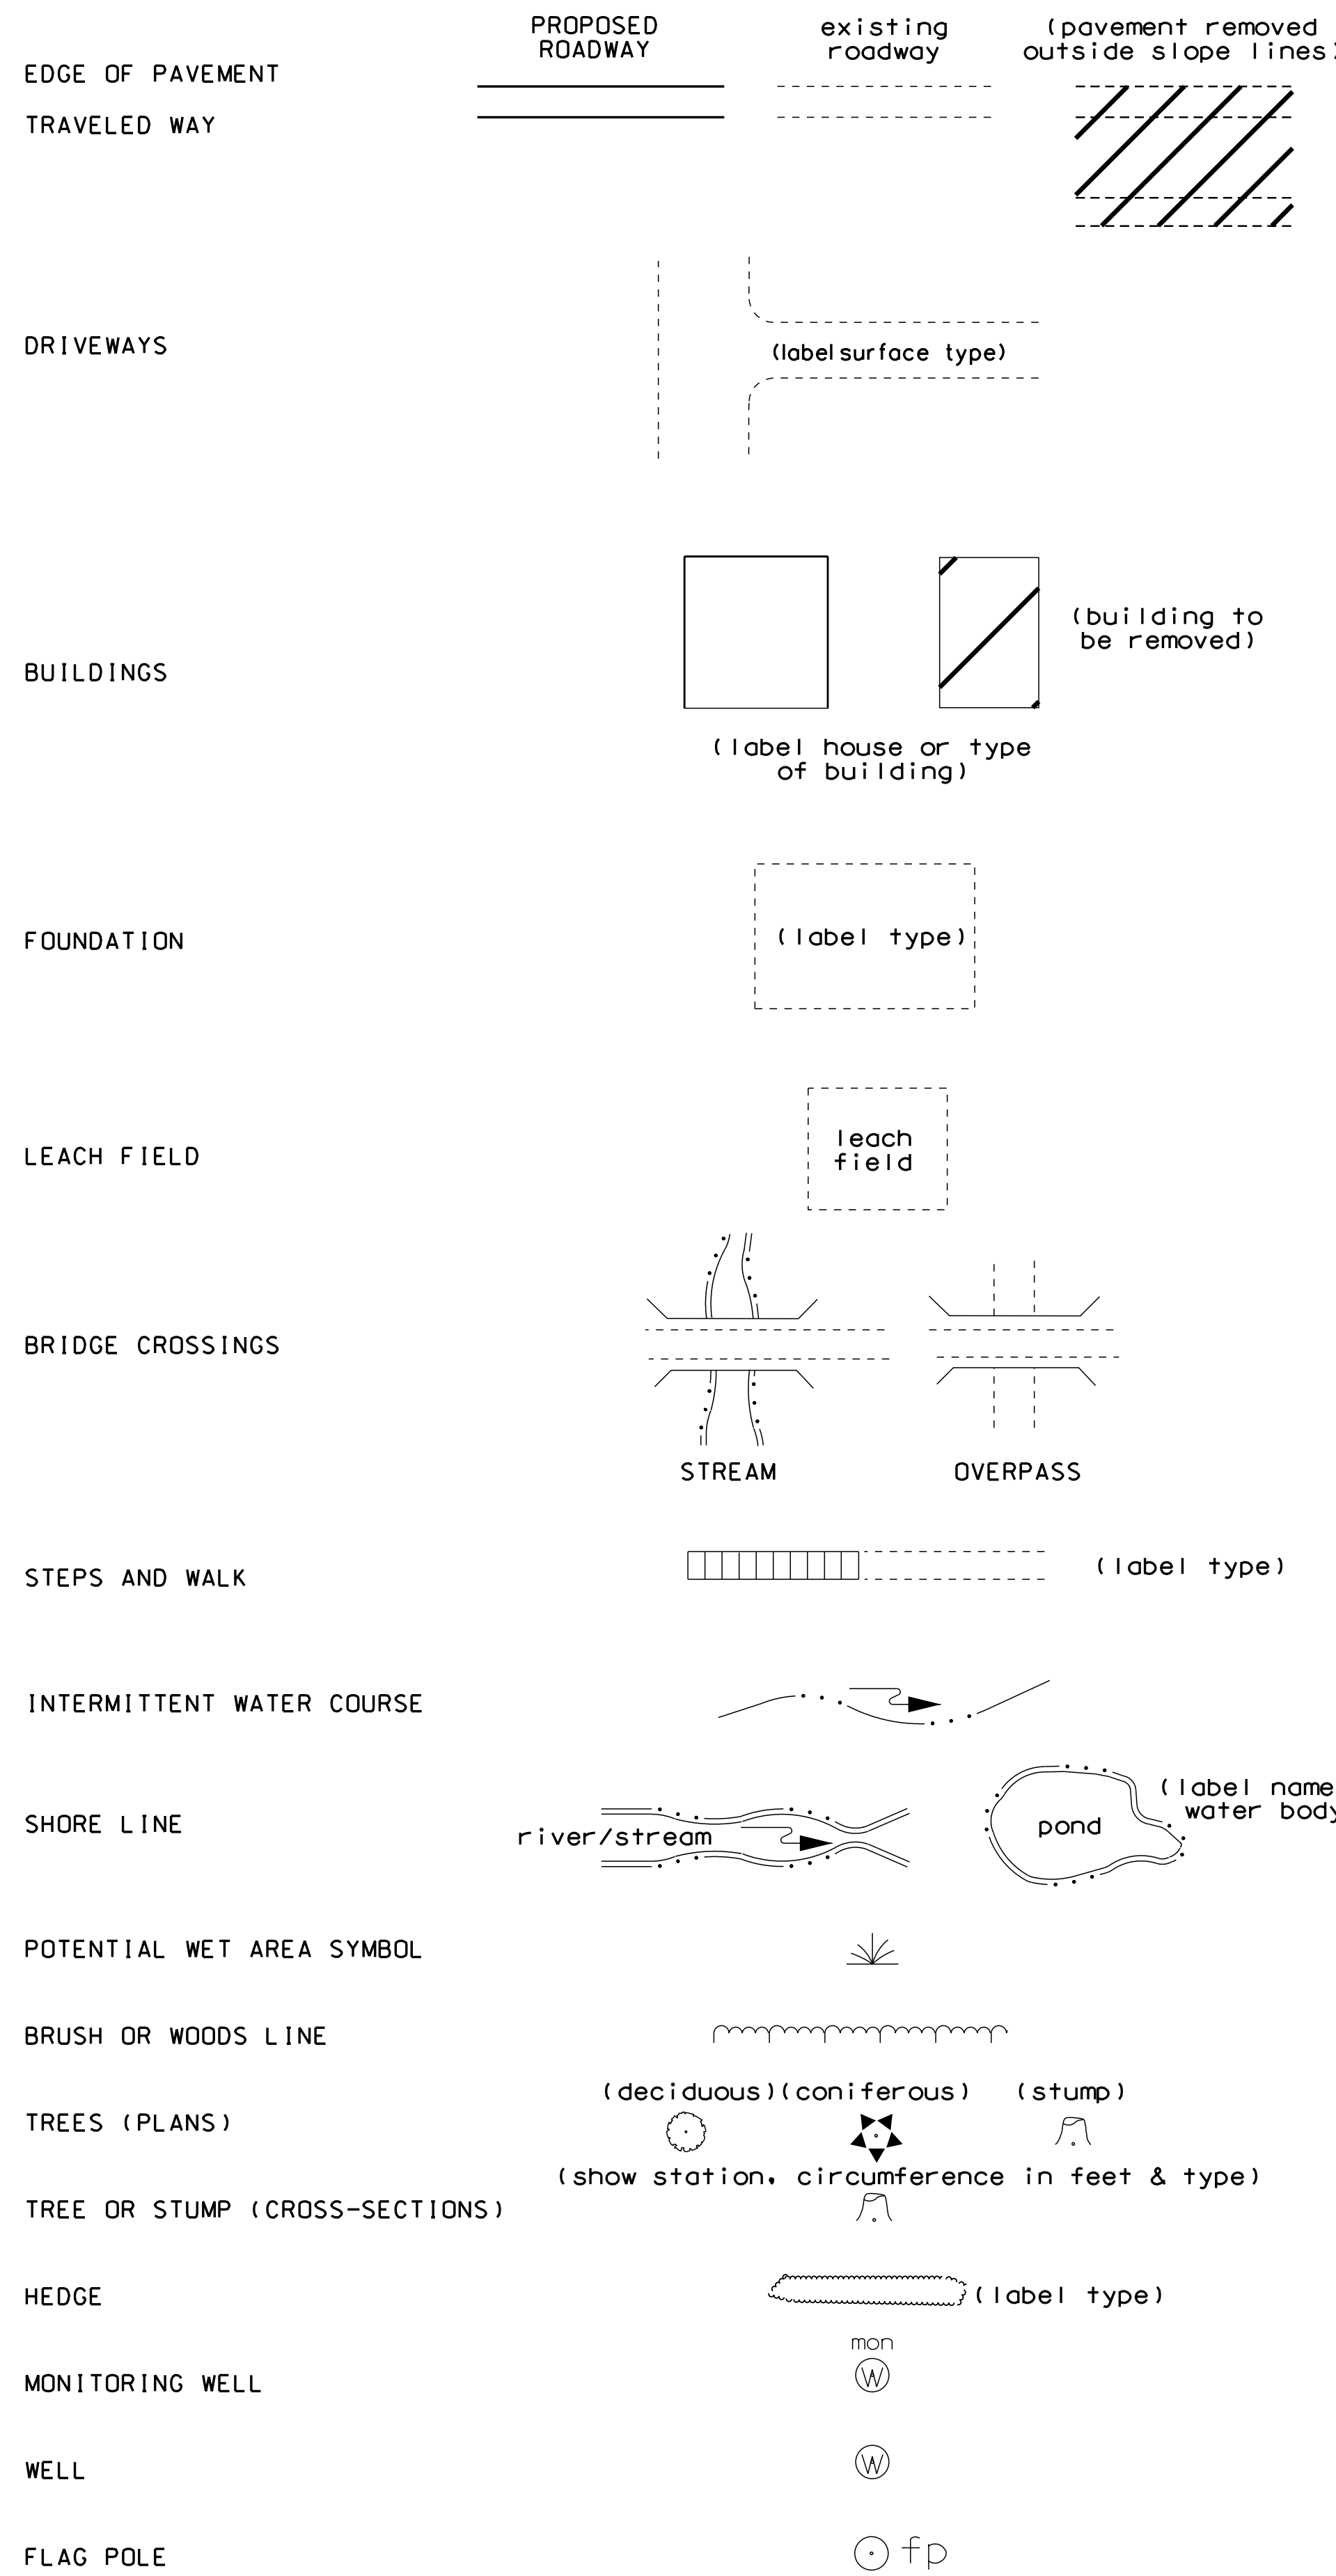 PROPOSED
ROADWAY
existing
roadway
(pavement removed
outside slope lines)
EDGE OF PAVEMENT
TRAVELED WAY
DRIVEWAYS
(label surface type)
BUILDINGS
(building to
be removed)
(label house or type
of building)
FOUNDATION
(label type)
LEACH FIELD
leach
field
BRIDGE CROSSINGS
STREAM
OVERPASS
STEPS AND WALK
(label type)
INTERMITTENT WATER COURSE
SHORE LINE
river/stream
pond
(label name
water body
POTENTIAL WET AREA SYMBOL
BRUSH OR WOODS LINE
(deciduous) (coniferous) (stump)
TREES (PLANS)
(show station, circumference in feet & type)
TREE OR STUMP (CROSS-SECTIONS)
HEDGE
(label type)
mon
MONITORING WELL
W
WELL
W
FLAG POLE
fp